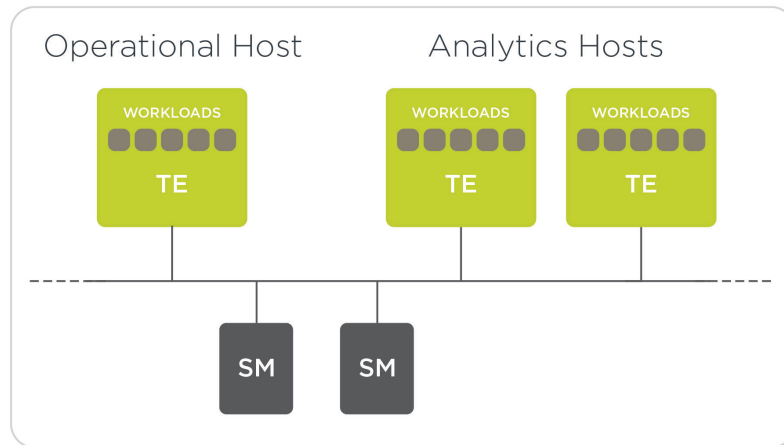 Operational Host
Analytics Hosts
WORKLOADS
TE
WORKLOADS
TE
WORKLOADS
TE
SM
SM